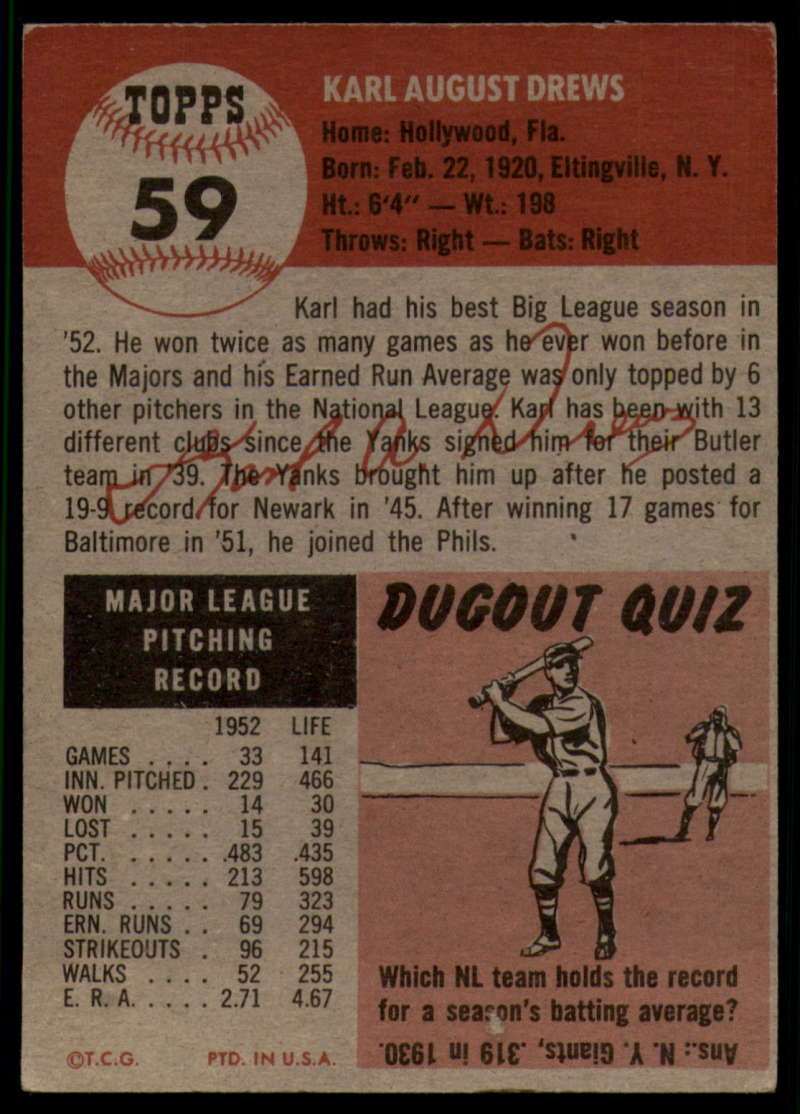 TOPPS
59
KARL AUGUST DREWS
Home: Hollywood, Fla.
Born: Feb. 22, 1920, Eltingville, N. Y.
Ht.: 6'4" — Wt.: 198
Throws: Right — Bats: Right
Karl had his best Big League season in
'52. He won twice as many games as he ever won before in
the Majors and his Earned Run Average was only topped by 6
other pitchers in the National League. Karl has been with 13
different clubs since the Yanks signed him for their Butler
team in '39. The Yanks brought him up after he posted a
19-9 record for Newark in '45. After winning 17 games for
Baltimore in '51, he joined the Phils.
MAJOR LEAGUE
PITCHING
RECORD
1952 LIFE
GAMES . . . . 33 141
INN. PITCHED . 229 466
WON . . . . . 14 30
LOST . . . . . 15 39
PCT. . . . . . .483 .435
HITS . . . . . 213 598
RUNS . . . . . 79 323
ERN. RUNS . . 69 294
STRIKEOUTS . 96 215
WALKS . . . . 52 255
E. R. A. . . . . 2.71 4.67
©T.C.G. PTD. IN U.S.A.
DUGOUT QUIZ
Which NL team holds the record
for a season's batting average?
Ans.: N. Y. Giants, .319 in 1930.